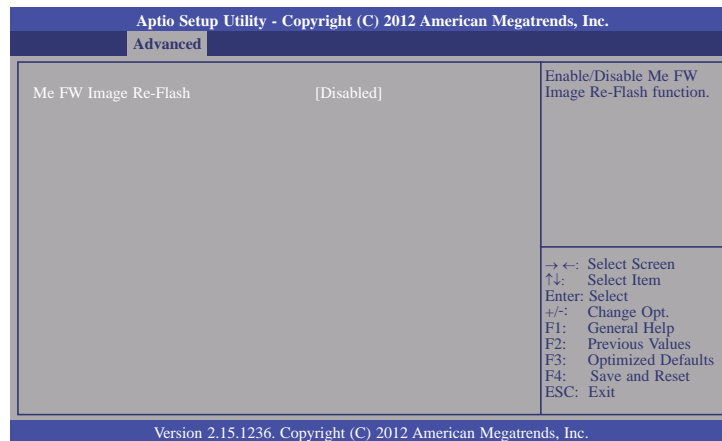 Aptio Setup Utility - Copyright (C) 2012 American Megatrends, Inc.
Advanced
Me FW Image Re-Flash [Disabled]
Enable/Disable Me FW
Image Re-Flash function.
→ ←: Select Screen
↑↓: Select Item
Enter: Select
+/-: Change Opt.
F1: General Help
F2: Previous Values
F3: Optimized Defaults
F4: Save and Reset
ESC: Exit
Version 2.15.1236. Copyright (C) 2012 American Megatrends, Inc.